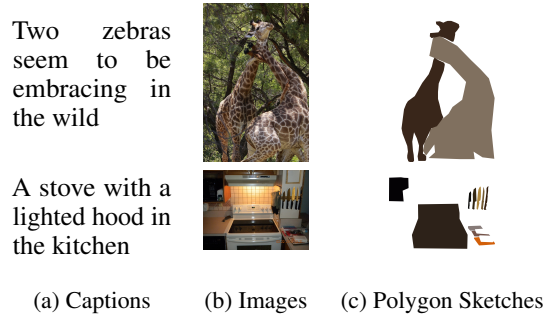 Two zebras
seem to be
embracing in
the wild
A stove with a
lighted hood in
the kitchen
(a) Captions
(b) Images
(c) Polygon Sketches